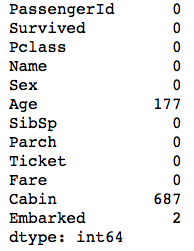 PassengerId 0
Survived 0
Pclass 0
Name 0
Sex 0
Age 177
SibSp 0
Parch 0
Ticket 0
Fare 0
Cabin 687
Embarked 2
dtype: int64